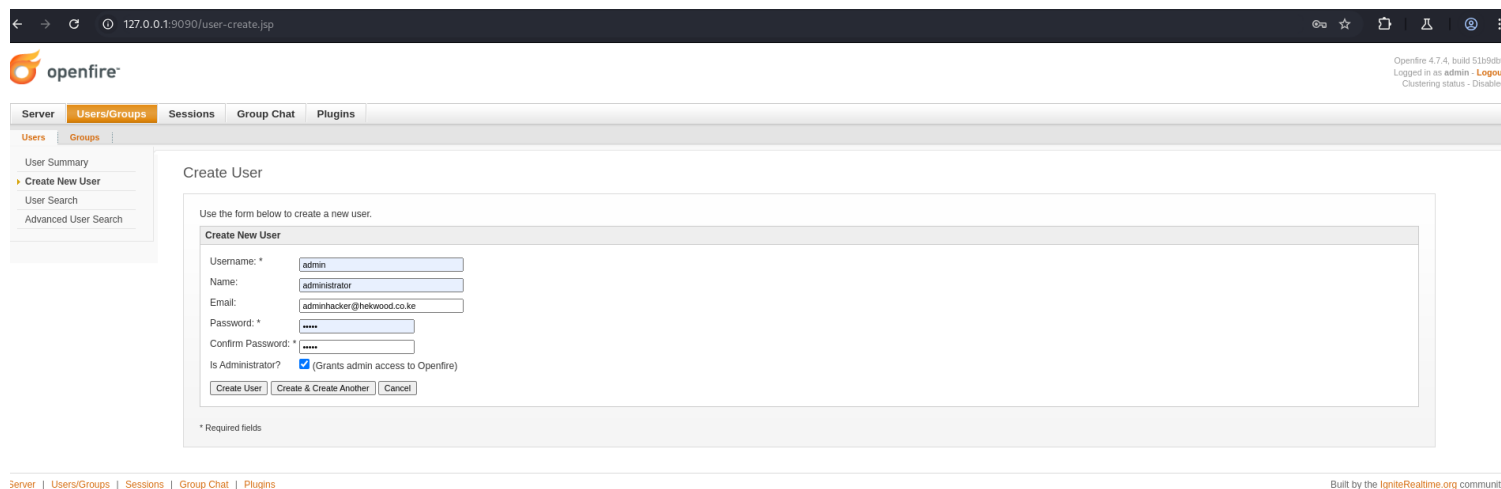 127.0.0.1:9090/user-create.jsp
openfire™
Openfire 4.7.4, build 51b9db
Logged in as admin - Logou
Clustering status - Disable
Server Users/Groups Sessions Group Chat Plugins
Users Groups
User Summary
Create New User
User Search
Advanced User Search
Create User
Use the form below to create a new user.
Create New User
Username: * admin
Name: administrator
Email: adminhacker@hekwood.co.ke
Password: * •••••
Confirm Password: * •••••
Is Administrator? (Grants admin access to Openfire)
Create User Create & Create Another Cancel
* Required fields
Server | Users/Groups | Sessions | Group Chat | Plugins
Built by the IgniteRealtime.org communit